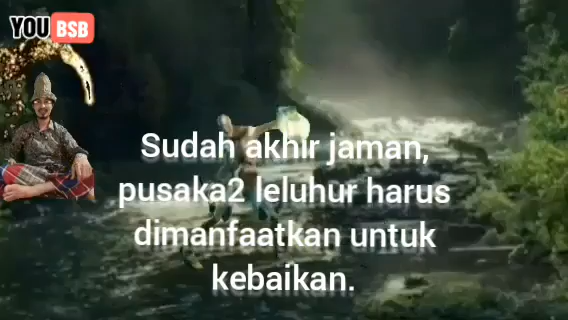 YOU BSB
Sudah akhir jaman,
pusaka2 leluhur harus
dimanfaatkan untuk
kebaikan.